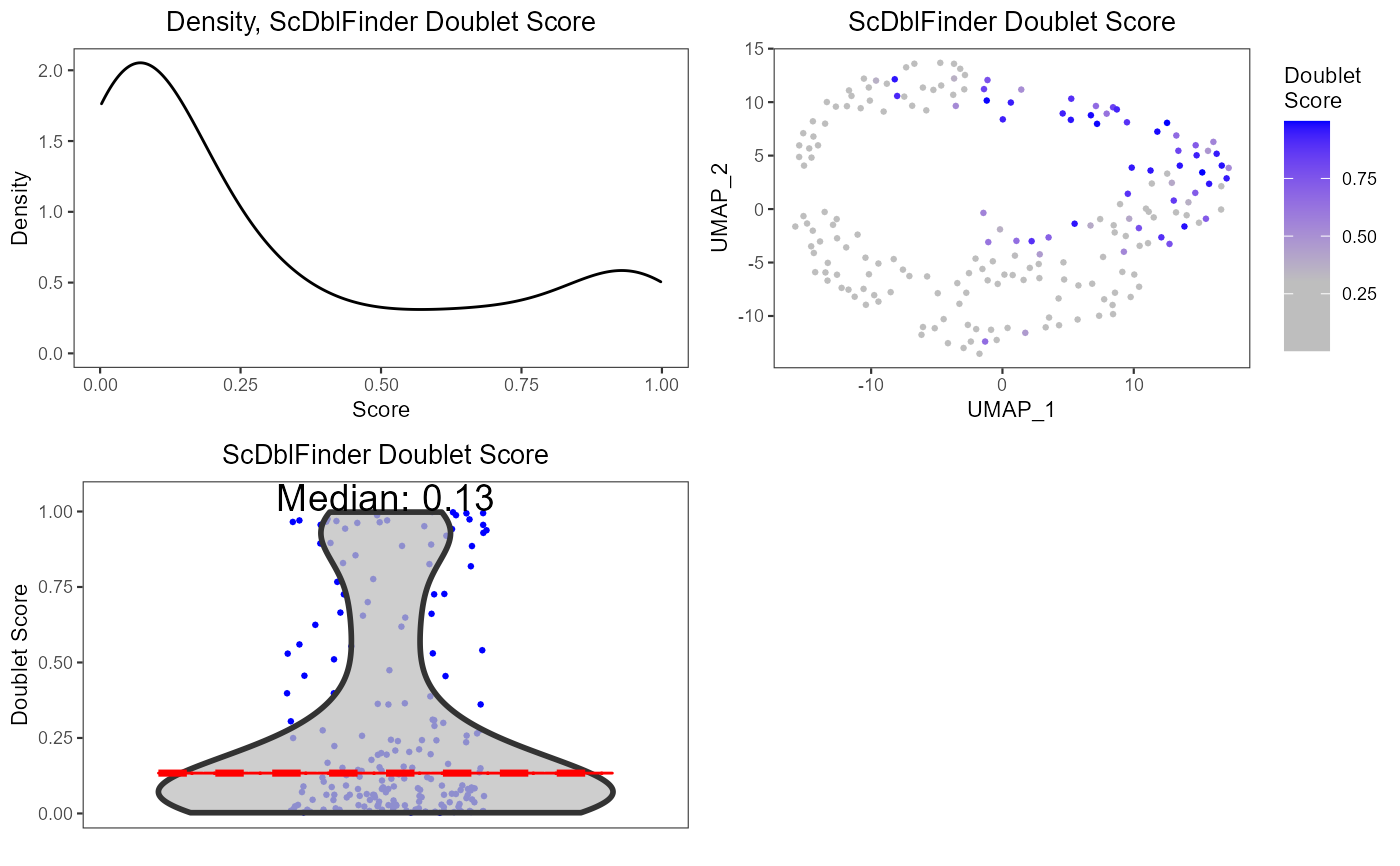 Density, ScDblFinder Doublet Score
2.0
1.5
1.0
0.5
0.0
Density
0.00 0.25 0.50 0.75 1.00
Score
ScDblFinder Doublet Score
15
10
5
0
-5
-10
UMAP_2
-10 0 10
UMAP_1
Doublet
Score
0.75
0.50
0.25
ScDblFinder Doublet Score
Median: 0.13
1.00
0.75
0.50
0.25
0.00
Doublet Score